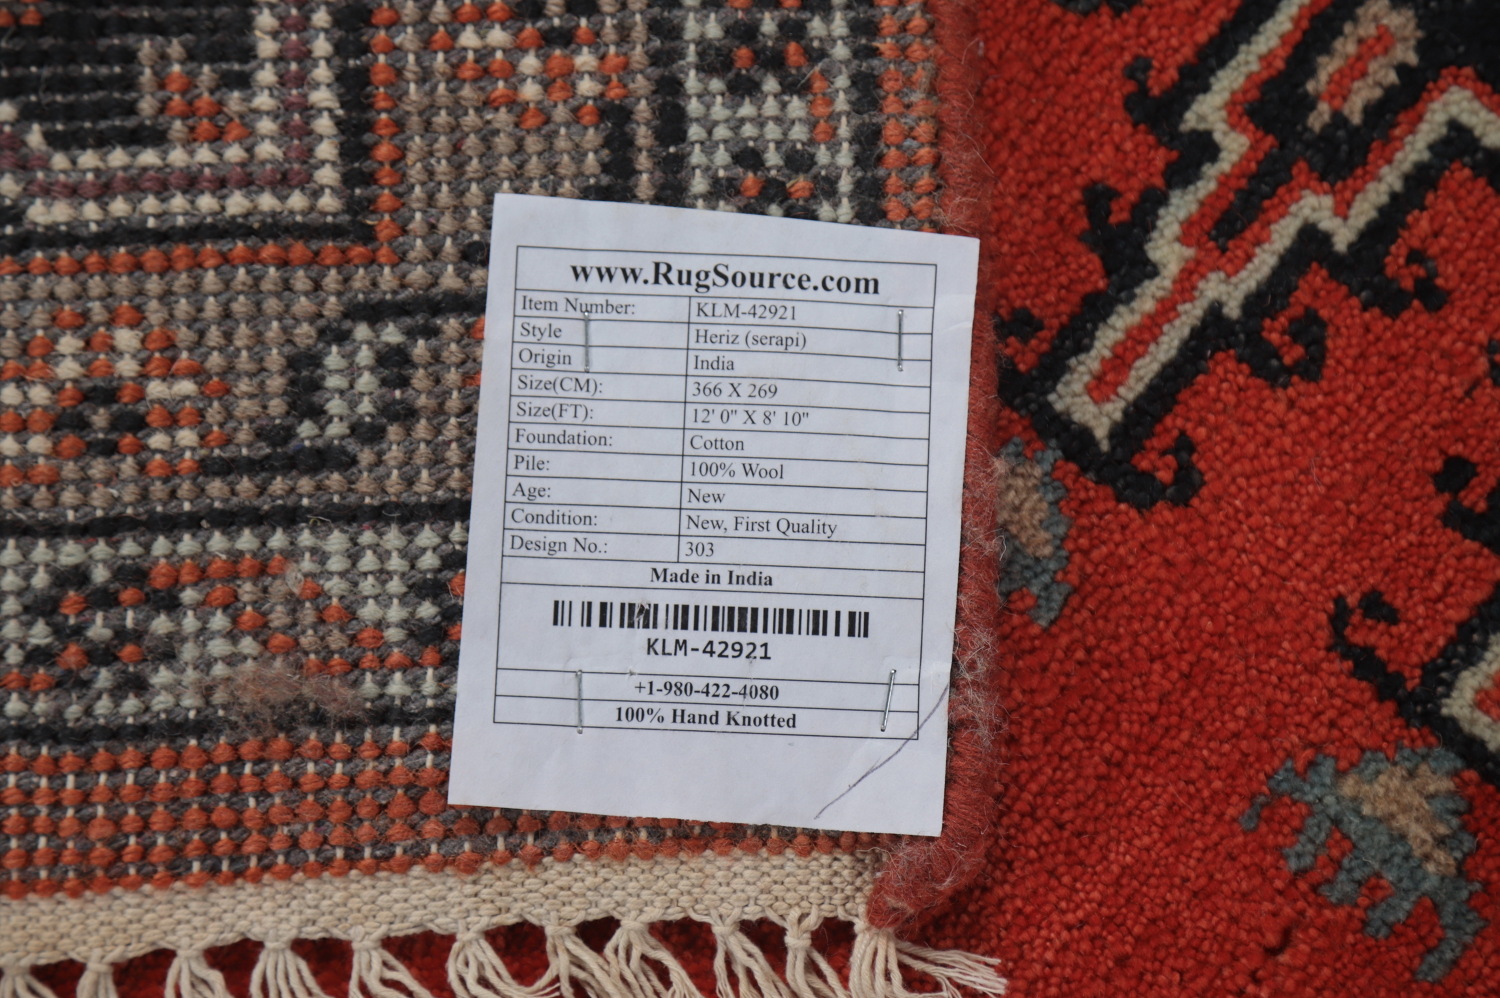 www.RugSource.com
Item Number: KLM-42921
Style Heriz (serapi)
Origin India
Size(CM): 366 X 269
Size(FT): 12' 0" X 8' 10"
Foundation: Cotton
Pile: 100% Wool
Age: New
Condition: New, First Quality
Design No.: 303
Made in India
KLM-42921
+1-980-422-4080
100% Hand Knotted